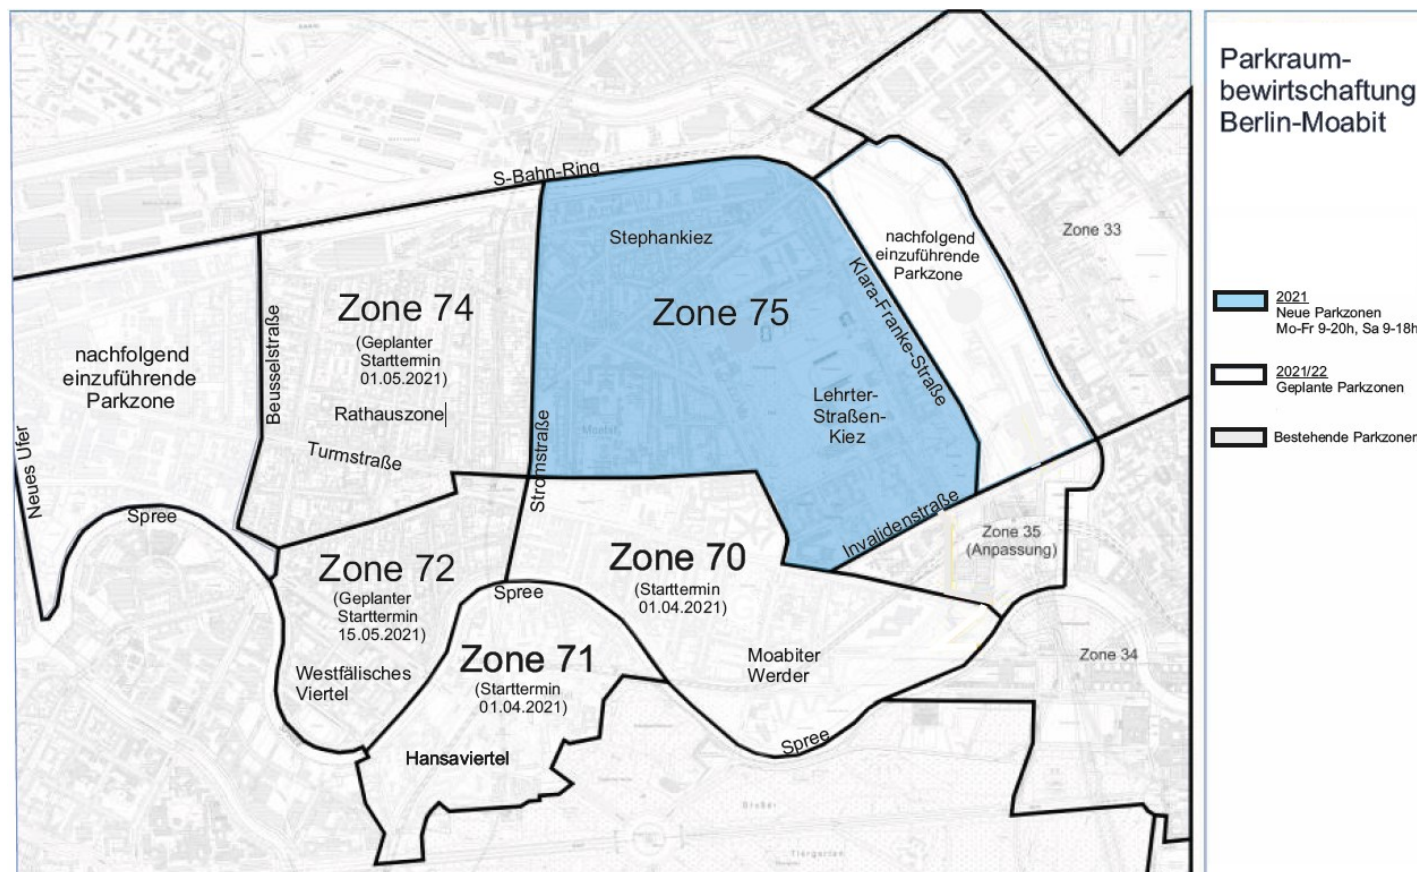 Parkraum-
bewirtschaftung
Berlin-Moabit
2021
Neue Parkzonen
Mo-Fr 9-20h, Sa 9-18h
2021/22
Geplante Parkzonen
Bestehende Parkzonen
S-Bahn-Ring
Stephankiez
Zone 33
nachfolgend
einzuführende
Parkzone
Klara-Franke-Straße
Zone 74
(Geplanter
Starttermin
01.05.2021)
Rathauszone
Turmstraße
Beusselstraße
Zone 75
Lehrter-
Straßen-
Kiez
nachfolgend
einzuführende
Parkzone
Neues Ufer
Stromstraße
Spree
Invalidenstraße
Zone 35
(Anpassung)
Zone 72
(Geplanter
Starttermin
15.05.2021)
Westfälisches
Viertel
Zone 70
(Starttermin
01.04.2021)
Spree
Zone 71
(Starttermin
01.04.2021)
Moabiter
Werder
Zone 34
Spree
Hansaviertel
Großer
Tiergarten